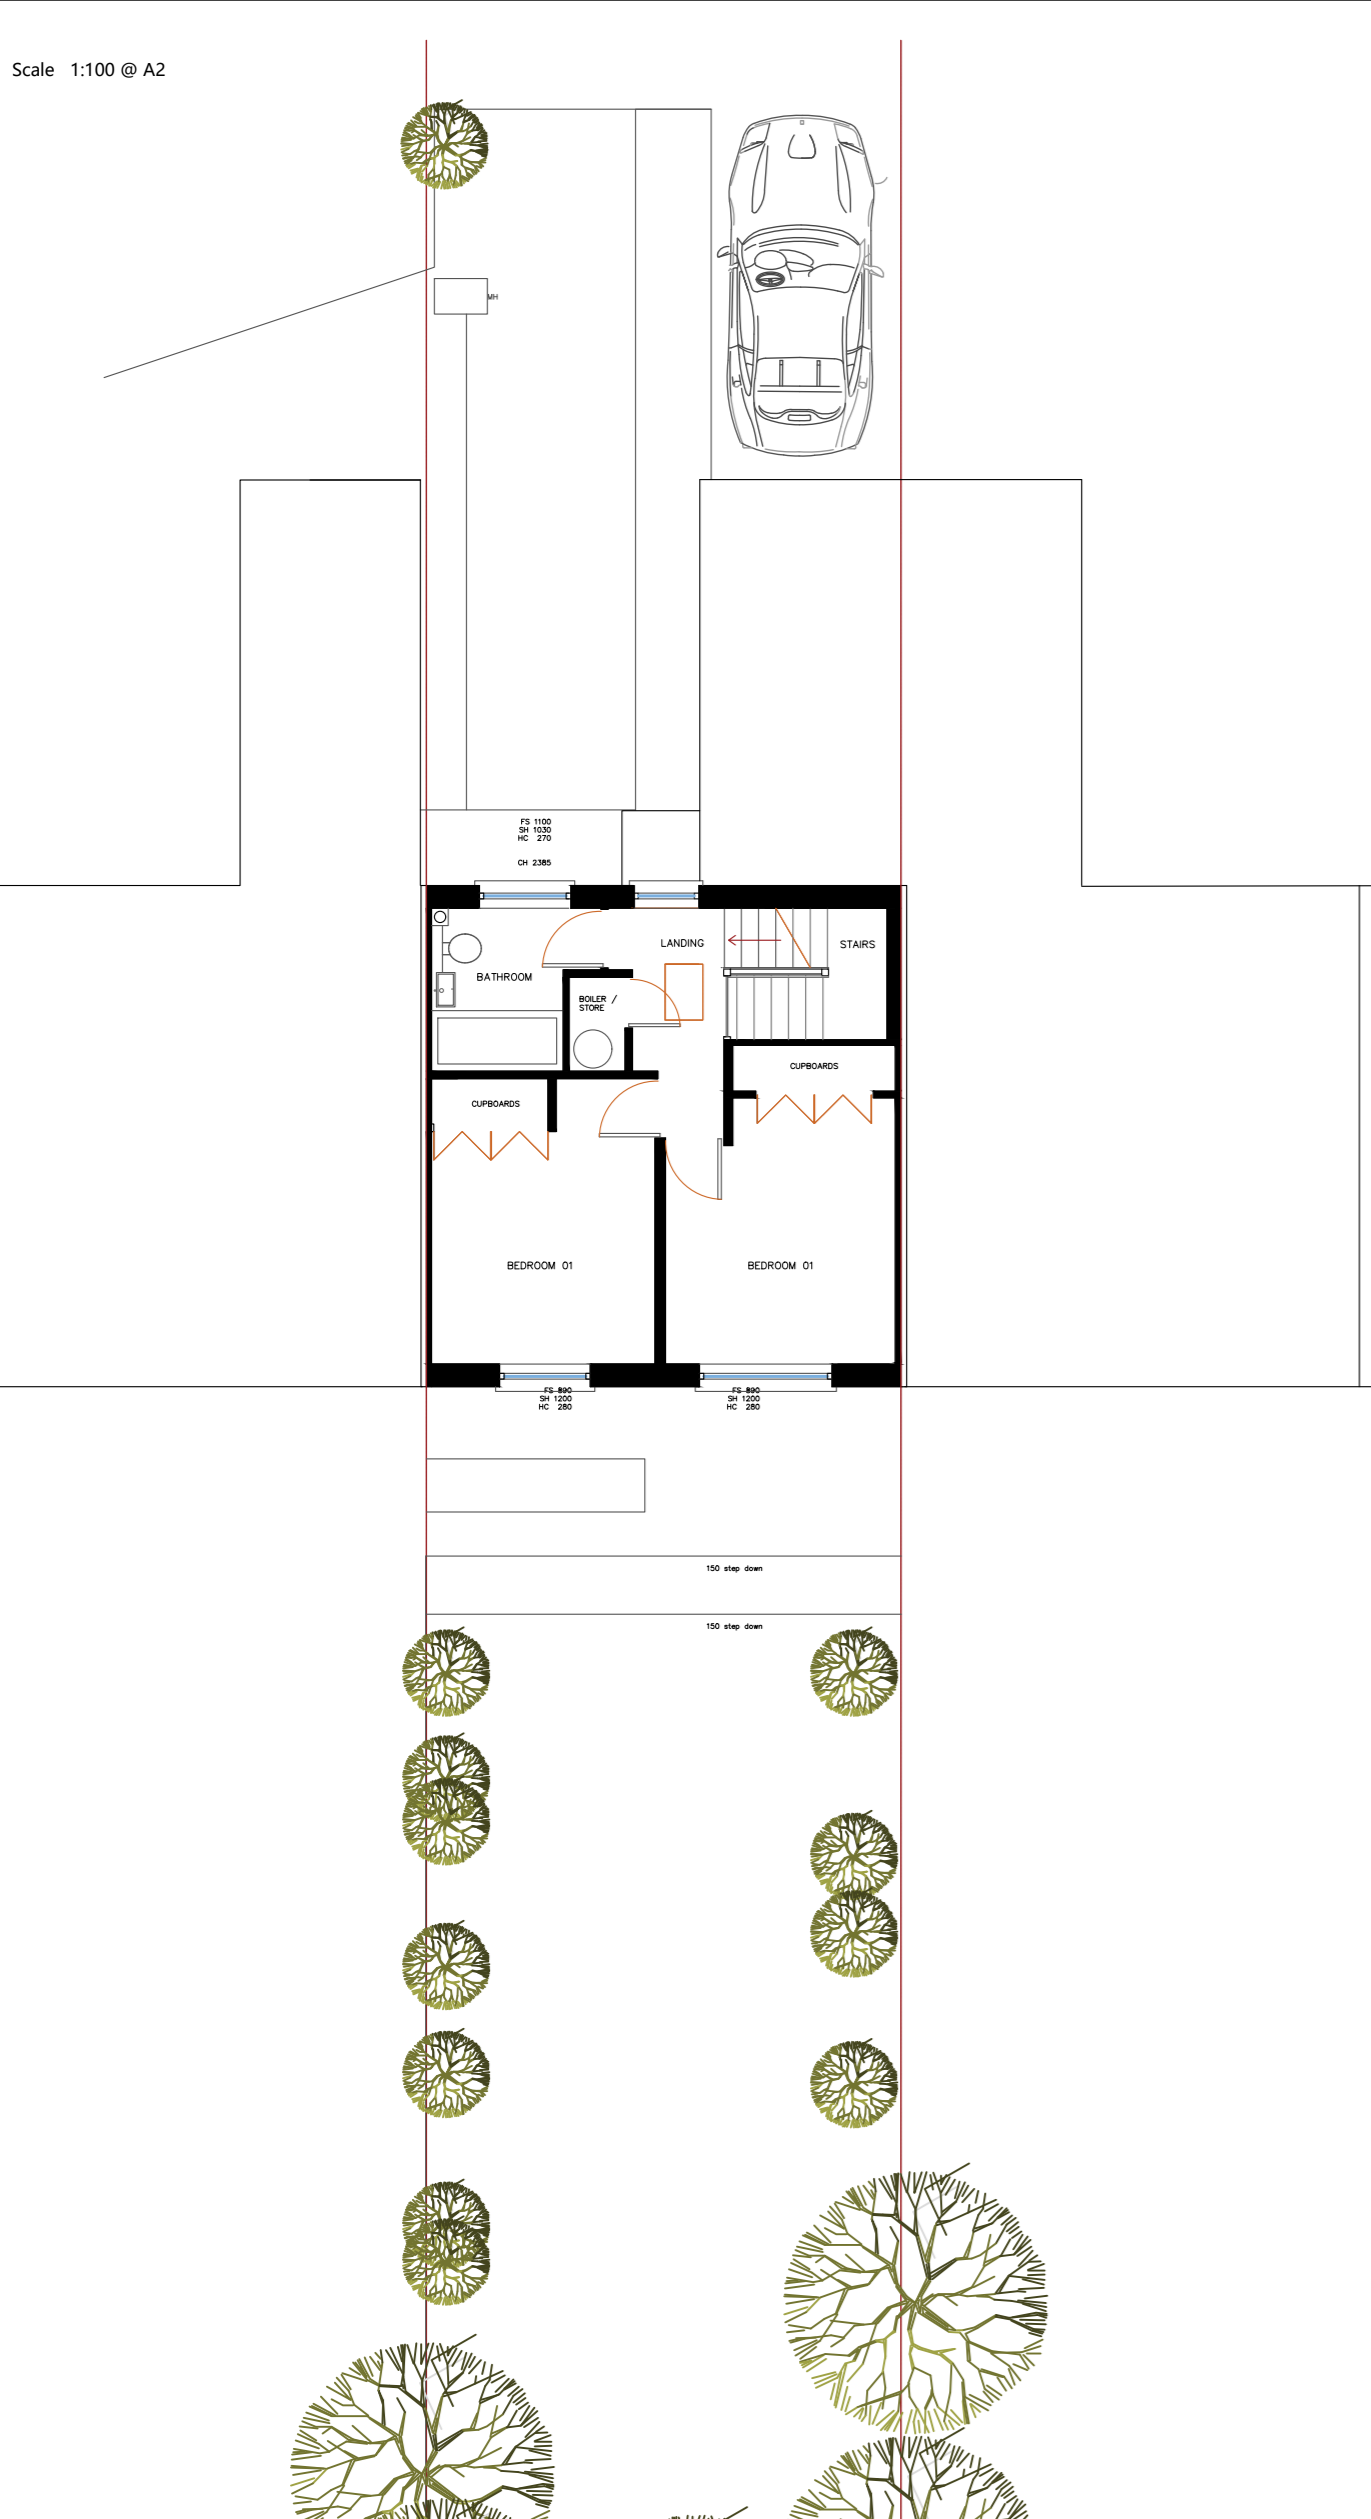 Scale 1:100 @ A2
MH
FS 1100
SH 1030
HC 270
CH 2385
LANDING
STAIRS
BATHROOM
BOILER /
STORE
CUPBOARDS
CUPBOARDS
BEDROOM 01
BEDROOM 01
FS 890
SH 1200
HC 280
FS 890
SH 1200
HC 280
150 step down
150 step down